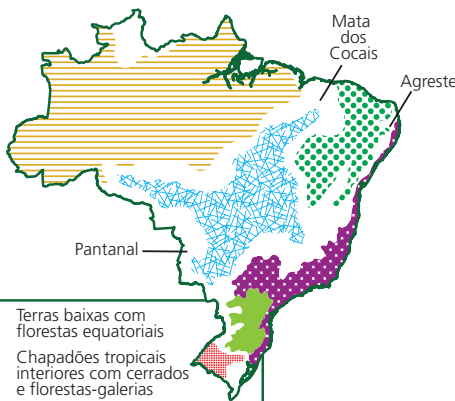 Mata
dos
Cocais
Agreste
Pantanal
Terras baixas com
florestas equatoriais
Chapadões tropicais
interiores com cerrados
e florestas-galerias